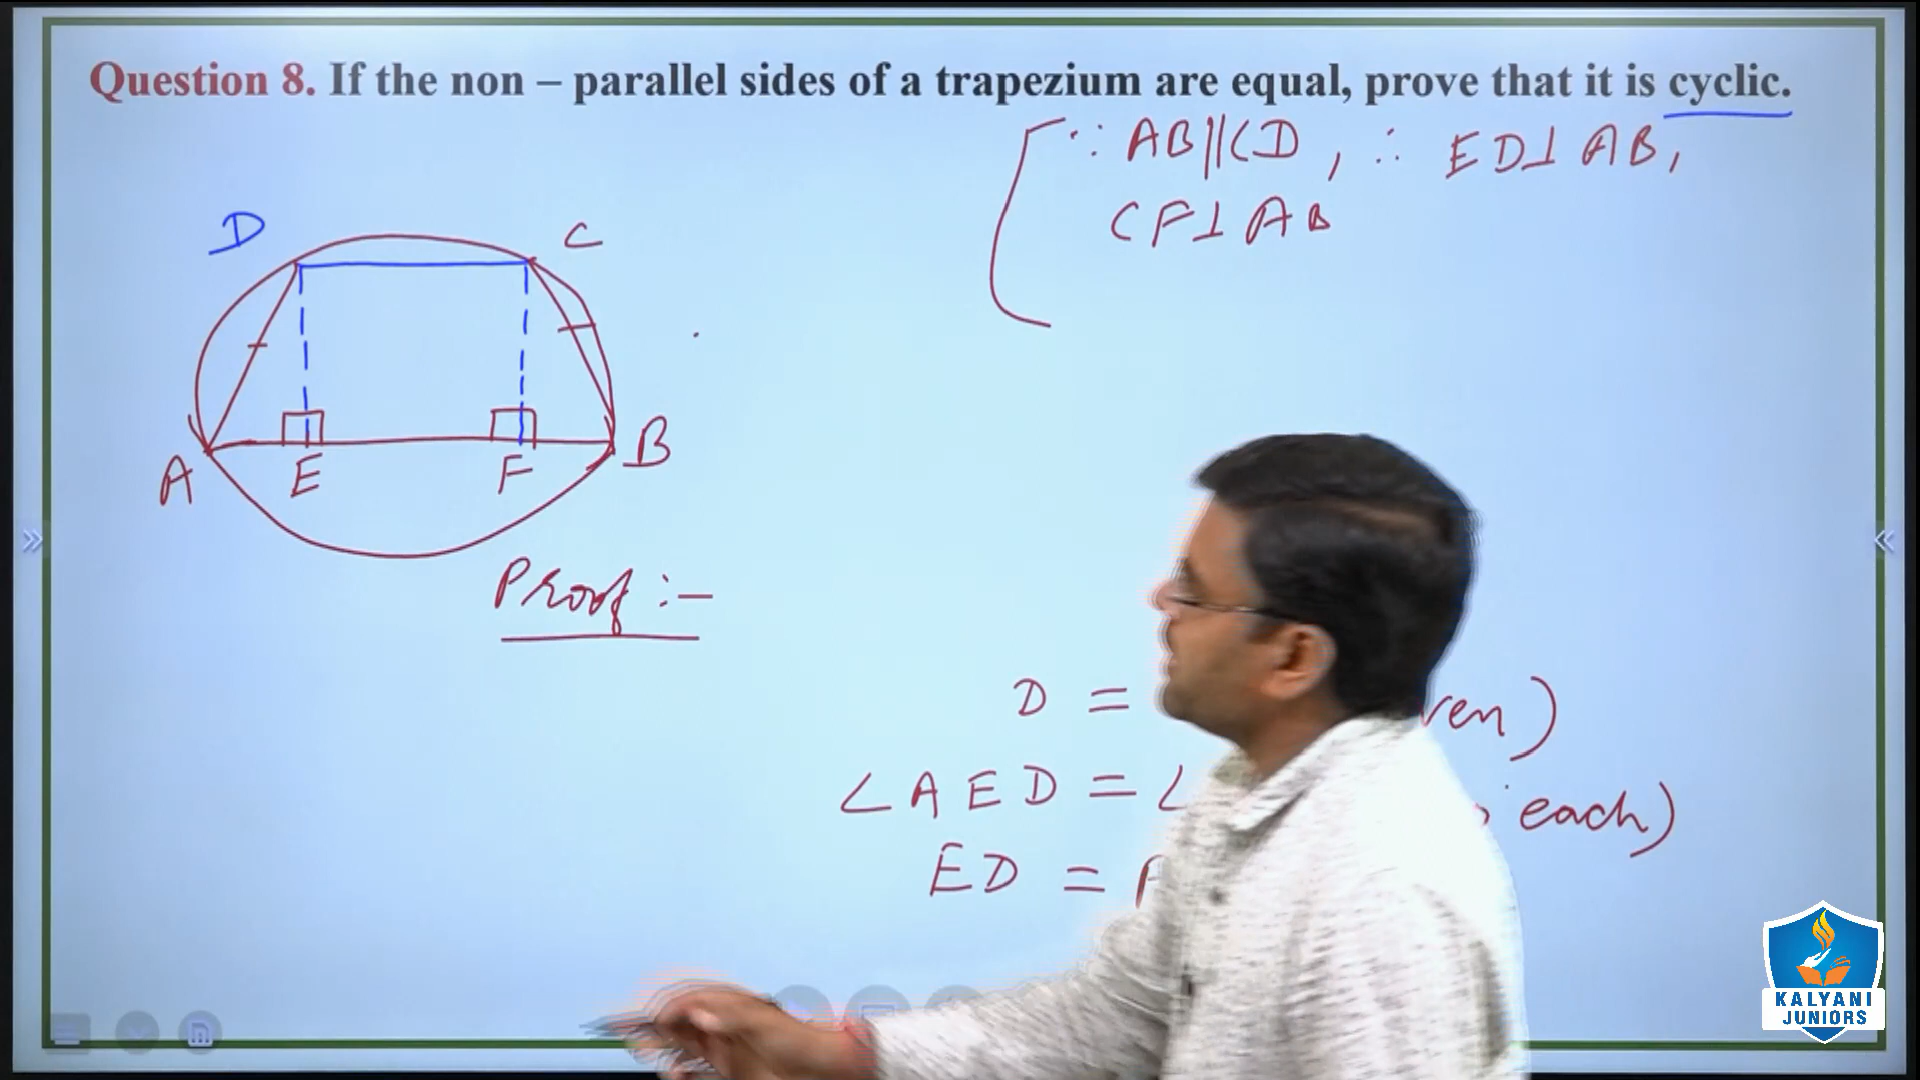 Question 8. If the non – parallel sides of a trapezium are equal, prove that it is cyclic.
∵ AB||CD, ∴ ED⊥AB,
CF⊥AB
D
C
A
E
F
B
Proof :-
D =
∠AED = ∠ each)
ED =
KALYANI
JUNIORS